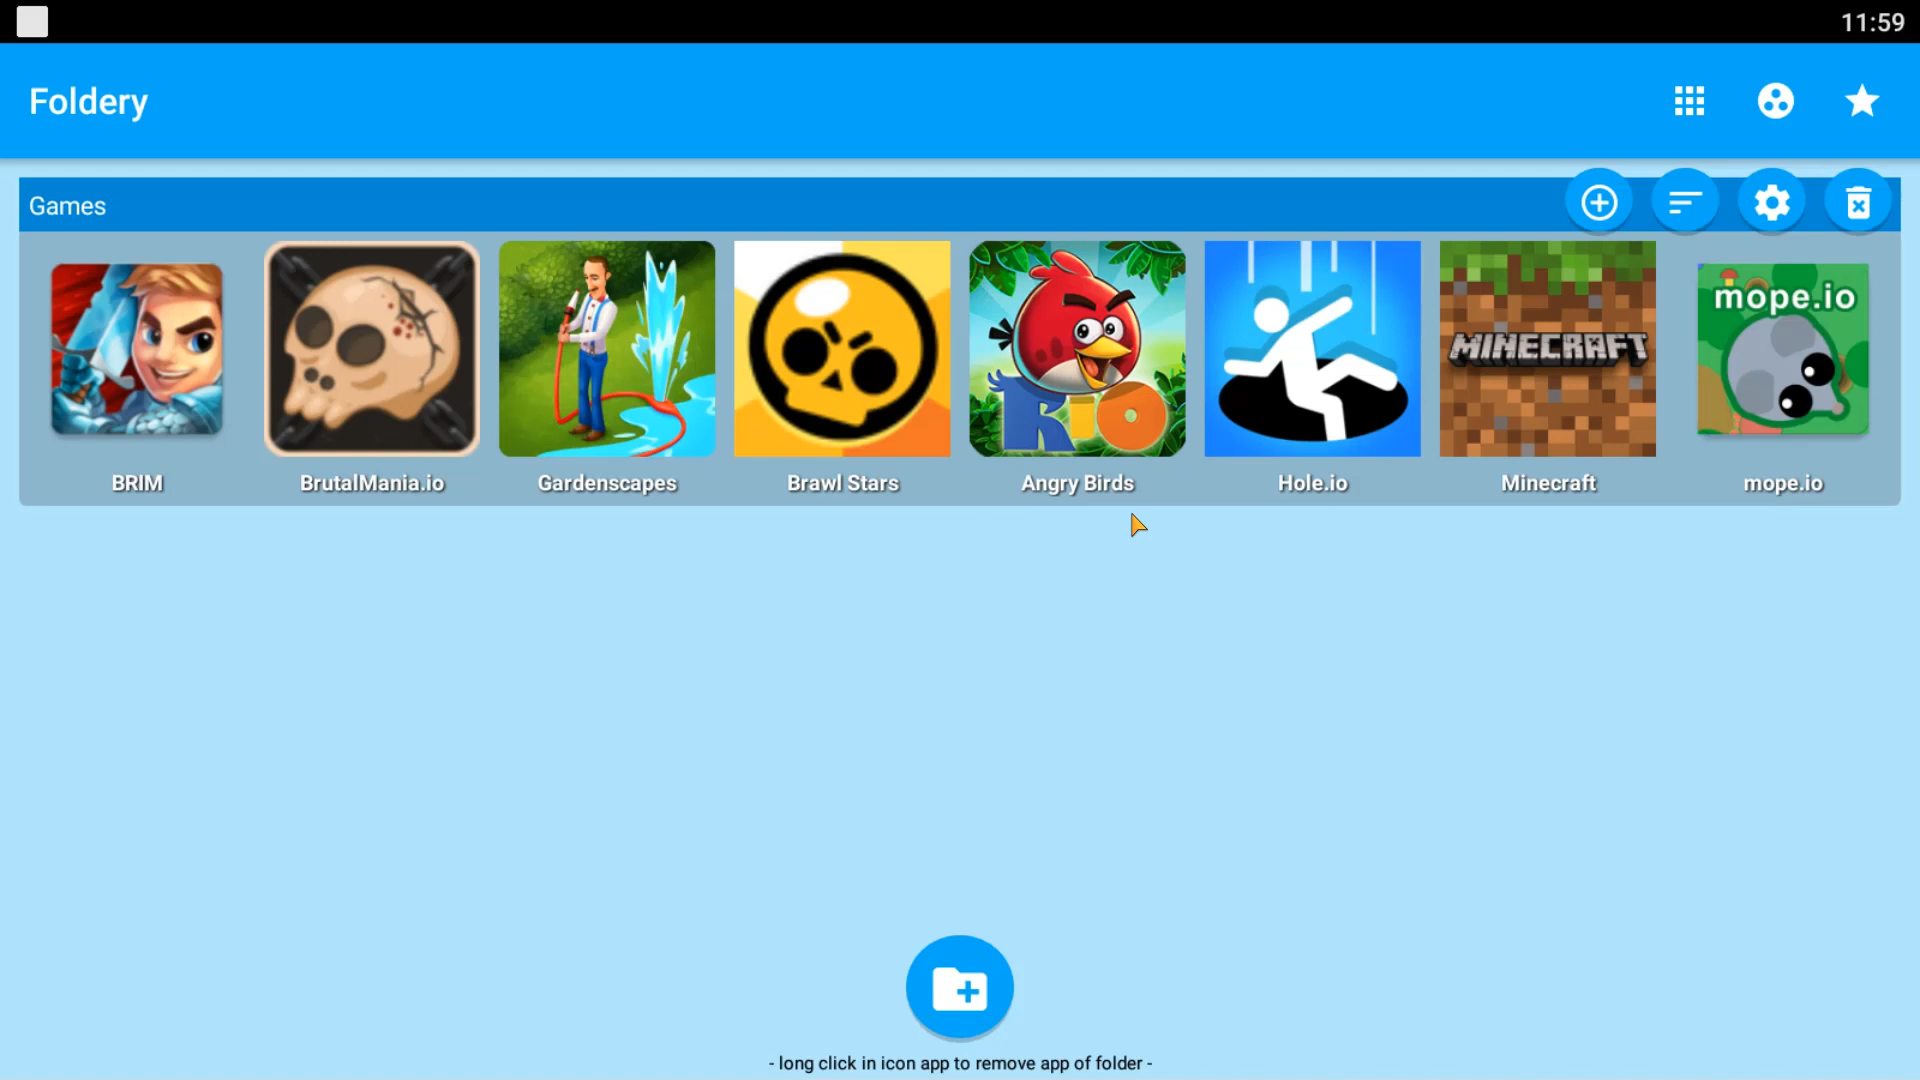 11:59
Foldery
Games
mope.io
MINECRAFT
RIO
BRIM
BrutalMania.io
Gardenscapes
Brawl Stars
Angry Birds
Hole.io
Minecraft
mope.io
- long click in icon app to remove app of folder -